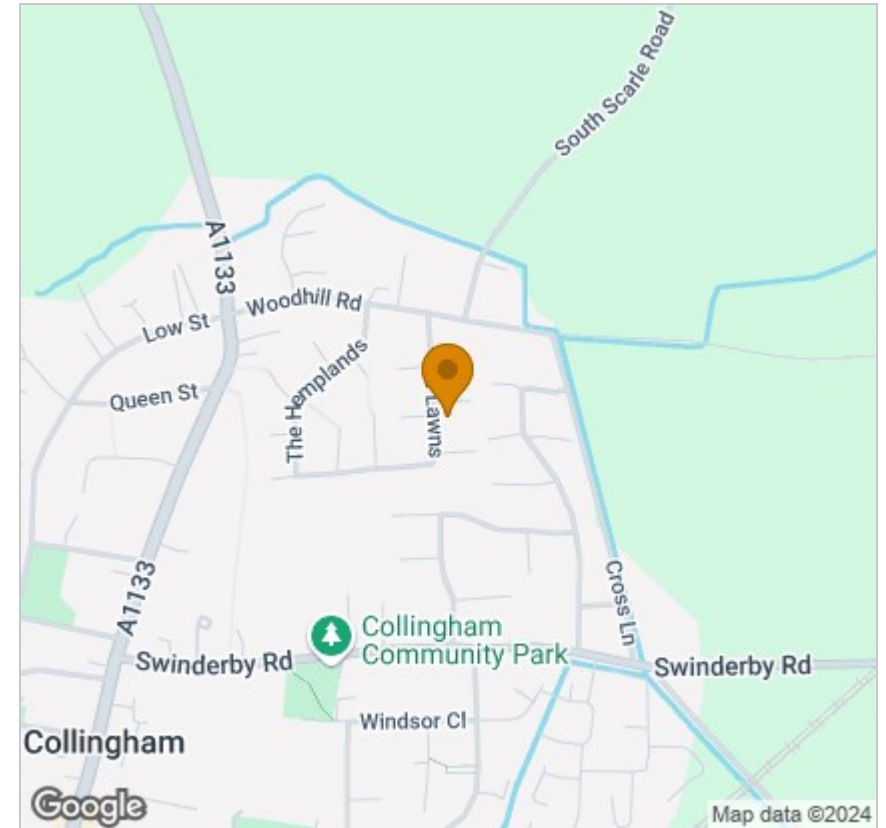 South Scarle Road
A1133
Woodhill Rd
Low St
The Hemplands
Queen St
Lawns
A1133
Cross Ln
Collingham
Community Park
Swinderby Rd
Swinderby Rd
Windsor Cl
Collingham
Google
Map data ©2024